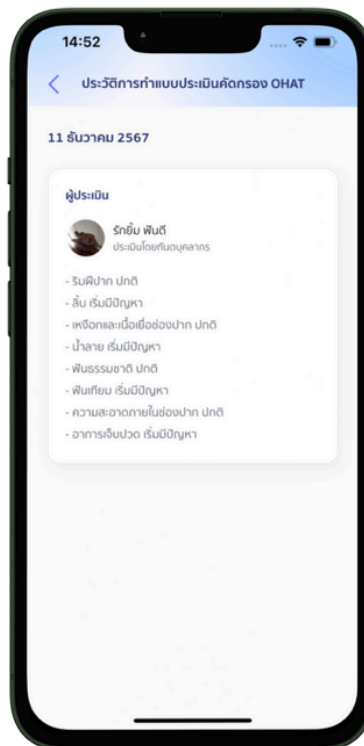 14:52
ประวัติการทำแบบประเมินคัดกรอง OHAT
11 ธันวาคม 2567
ผู้ประเมิน
รักยิ้ม ฟันดี
ประเมินโดยทันตบุคลากร
- ริมฝีปาก ปกติ
- ลิ้น เริ่มมีปัญหา
- เหงือกและเนื้อเยื่อช่องปาก ปกติ
- น้ำลาย เริ่มมีปัญหา
- ฟันธรรมชาติ ปกติ
- ฟันเทียม เริ่มมีปัญหา
- ความสะอาดภายในช่องปาก ปกติ
- อาการเจ็บปวด เริ่มมีปัญหา